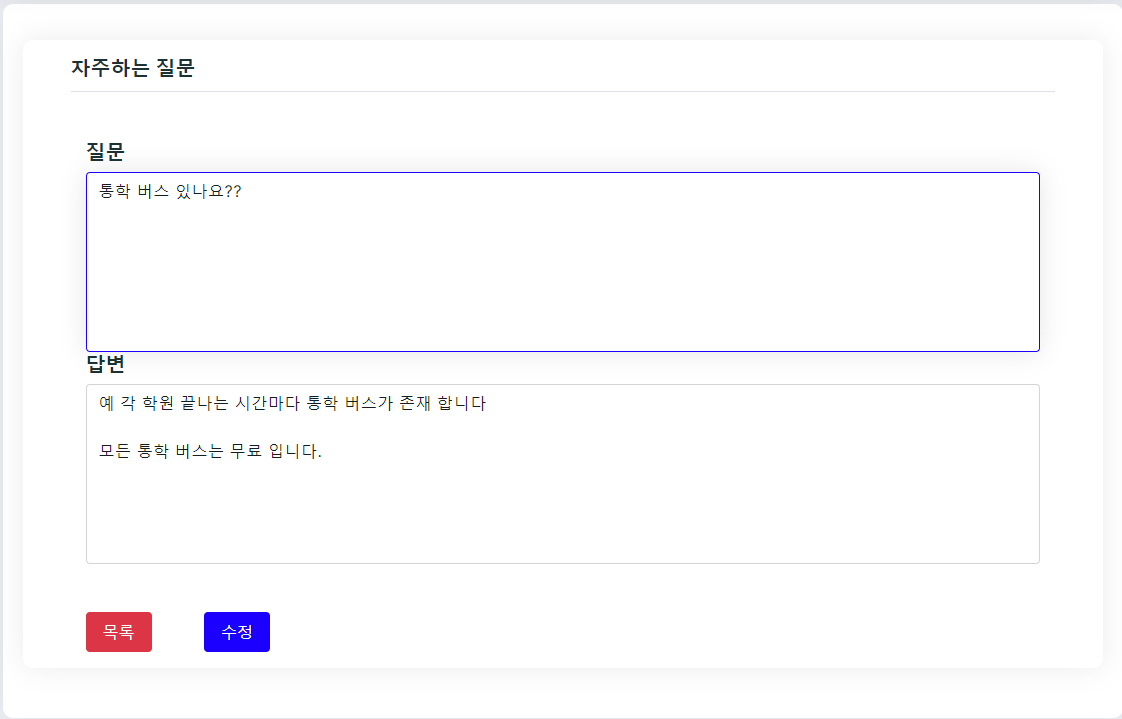 자주하는 질문
질문
통학 버스 있나요??
답변
예 각 학원 끝나는 시간마다 통학 버스가 존재 합니다
모든 통학 버스는 무료 입니다.
목록
수정